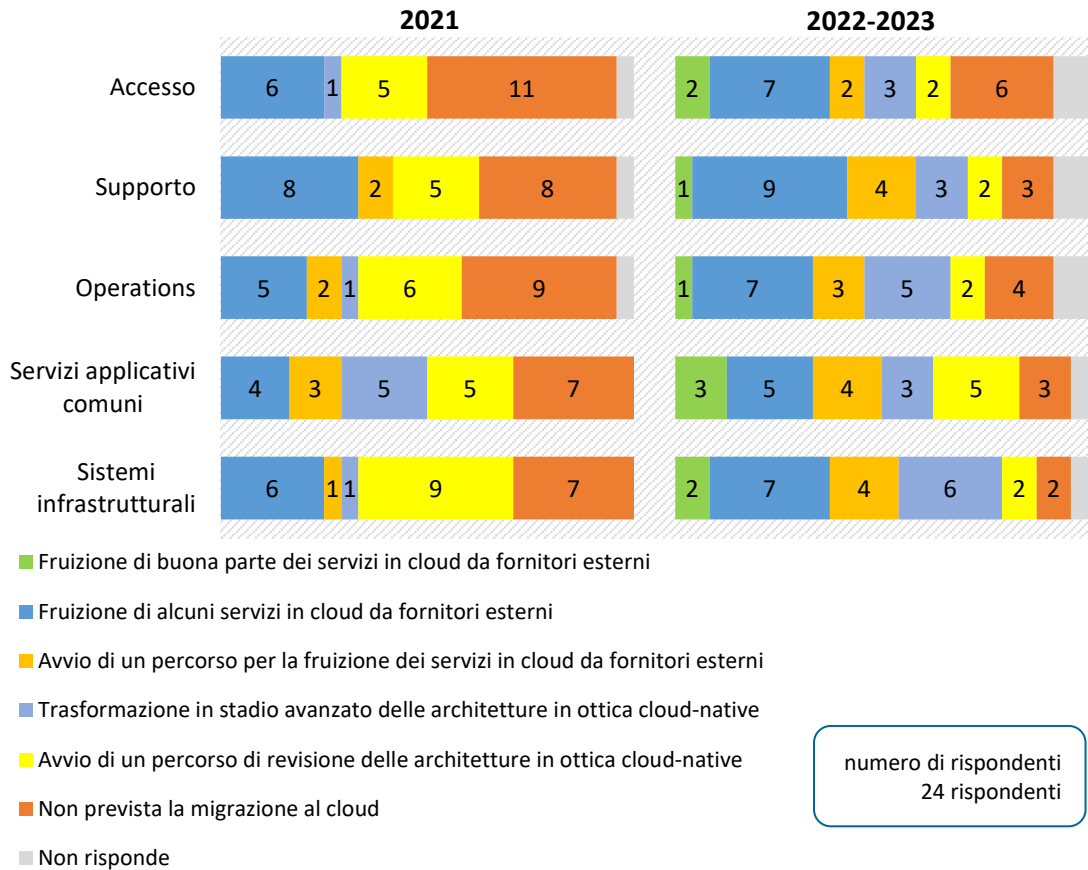 2021 2022-2023
Accesso 6 1 5 11 2 7 2 3 2 6
Supporto 8 2 5 8 1 9 4 3 2 3
Operations 5 2 1 6 9 1 7 3 5 2 4
Servizi applicativi
comuni 4 3 5 5 7 3 5 4 3 5 3
Sistemi
infrastrutturali 6 1 1 9 7 2 7 4 6 2 2
Fruizione di buona parte dei servizi in cloud da fornitori esterni
Fruizione di alcuni servizi in cloud da fornitori esterni
Avvio di un percorso per la fruizione dei servizi in cloud da fornitori esterni
Trasformazione in stadio avanzato delle architetture in ottica cloud-native
Avvio di un percorso di revisione delle architetture in ottica cloud-native
Non prevista la migrazione al cloud
Non risponde
numero di rispondenti
24 rispondenti